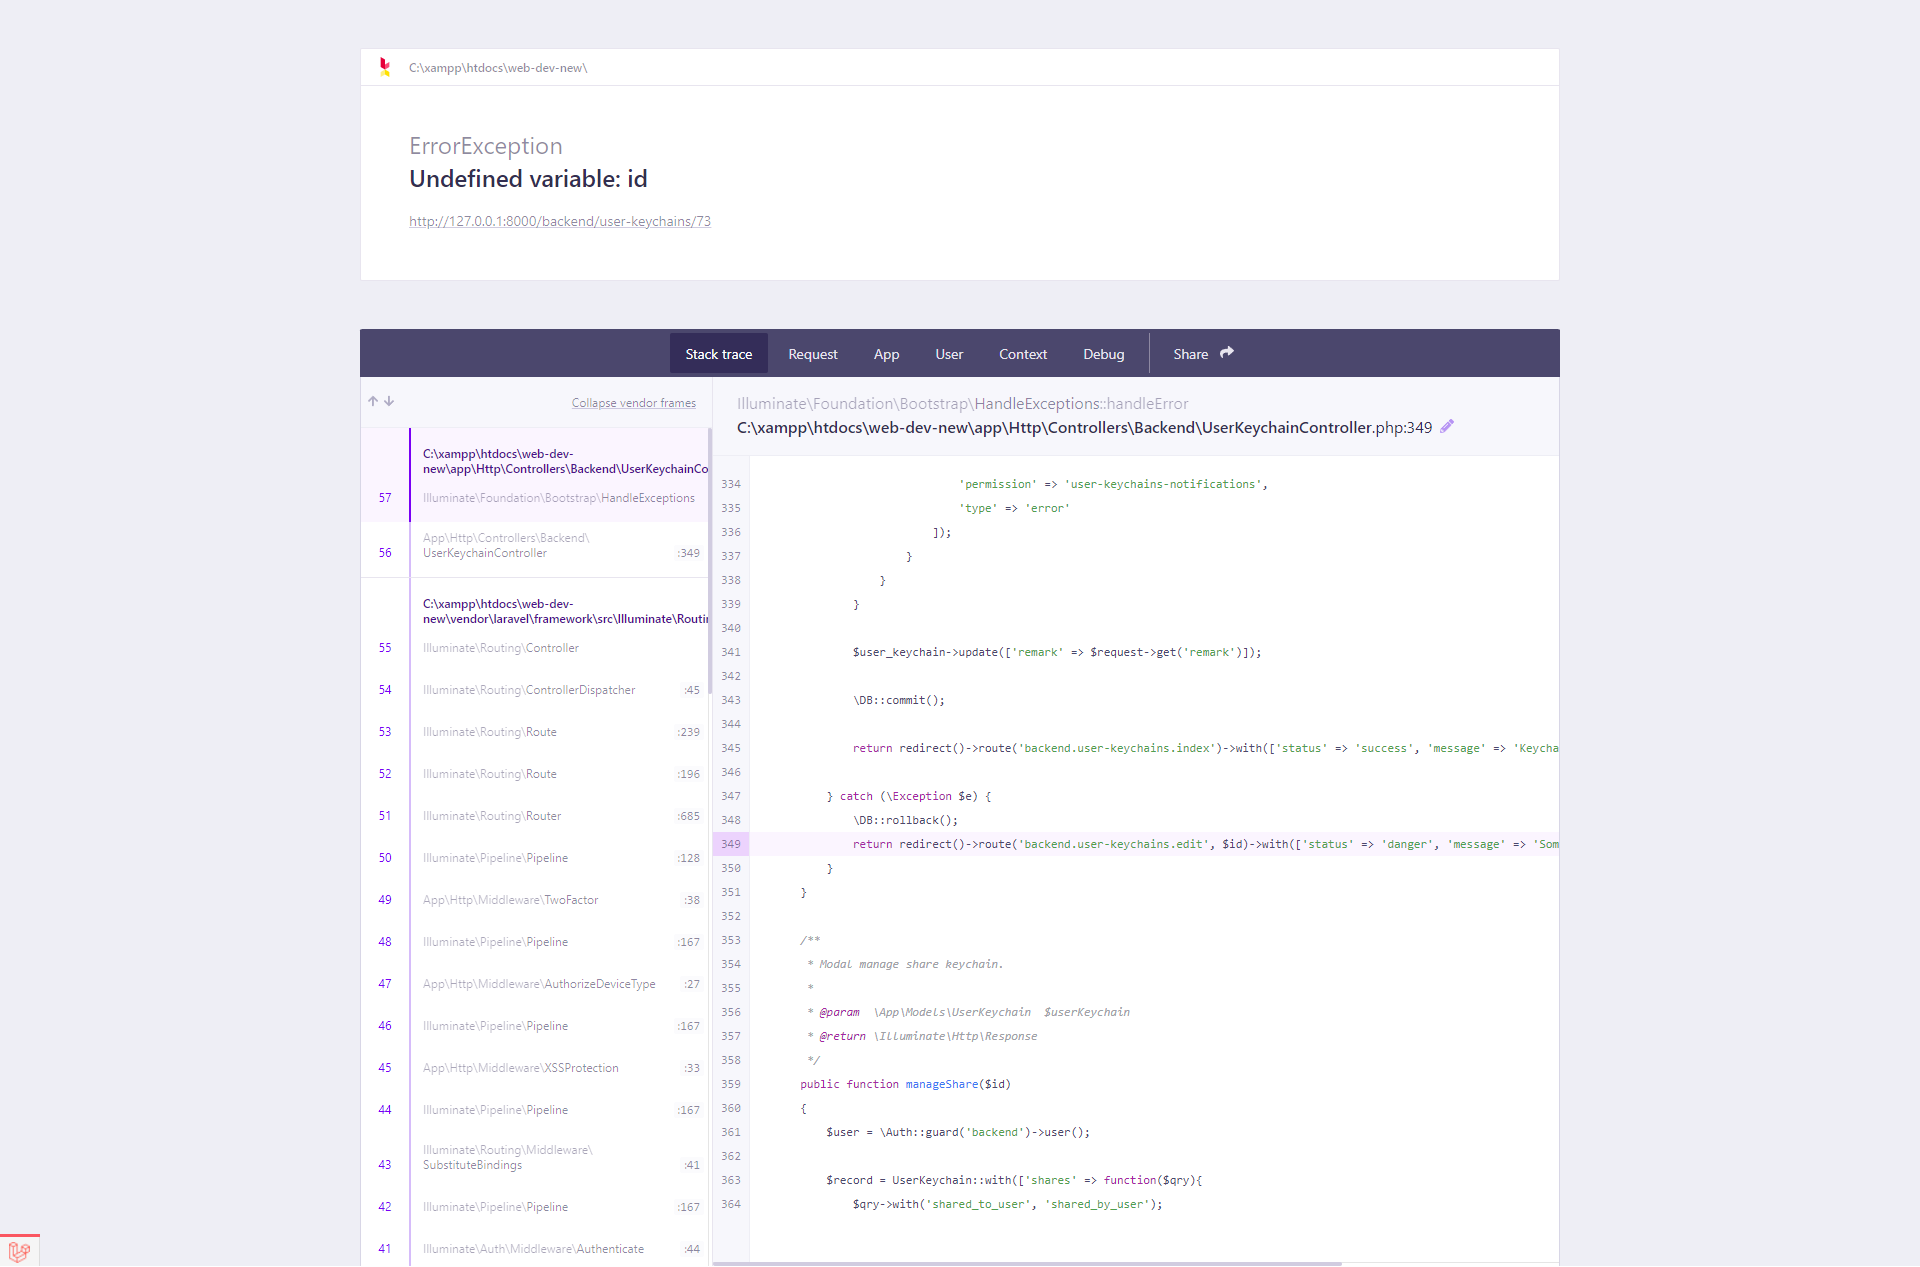 C:\xampp\htdocs\web-dev-new\
ErrorException
Undefined variable: id
http://127.0.0.1:8000/backend/user-keychains/73
Stack trace Request App User Context Debug Share
Collapse vendor frames
C:\xampp\htdocs\web-dev-
new\app\Http\Controllers\Backend\UserKeychainCo
57 Illuminate\Foundation\Bootstrap\HandleExceptions
App\Http\Controllers\Backend\
56 UserKeychainController :349
C:\xampp\htdocs\web-dev-
new\vendor\laravel\framework\src\Illuminate\Routin
55 Illuminate\Routing\Controller
54 Illuminate\Routing\ControllerDispatcher :45
53 Illuminate\Routing\Route :239
52 Illuminate\Routing\Route :196
51 Illuminate\Routing\Router :685
50 Illuminate\Pipeline\Pipeline :128
49 App\Http\Middleware\TwoFactor :38
48 Illuminate\Pipeline\Pipeline :167
47 App\Http\Middleware\AuthorizeDeviceType :27
46 Illuminate\Pipeline\Pipeline :167
45 App\Http\Middleware\XSSProtection :33
44 Illuminate\Pipeline\Pipeline :167
Illuminate\Routing\Middleware\
43 SubstituteBindings :41
42 Illuminate\Pipeline\Pipeline :167
41 Illuminate\Auth\Middleware\Authenticate :44
Illuminate\Foundation\Bootstrap\HandleExceptions::handleError
C:\xampp\htdocs\web-dev-new\app\Http\Controllers\Backend\UserKeychainController.php:349
334 'permission' => 'user-keychains-notifications',
335 'type' => 'error'
336 ]);
337 }
338 }
339 }
340
341 $user_keychain->update(['remark' => $request->get('remark')]);
342
343 \DB::commit();
344
345 return redirect()->route('backend.user-keychains.index')->with(['status' => 'success', 'message' => 'Keycha
346
347 } catch (\Exception $e) {
348 \DB::rollback();
349 return redirect()->route('backend.user-keychains.edit', $id)->with(['status' => 'danger', 'message' => 'Som
350 }
351 }
352
353 /**
354 * Modal manage share keychain.
355 *
356 * @param \App\Models\UserKeychain $userKeychain
357 * @return \Illuminate\Http\Response
358 */
359 public function manageShare($id)
360 {
361 $user = \Auth::guard('backend')->user();
362
363 $record = UserKeychain::with(['shares' => function($qry){
364 $qry->with('shared_to_user', 'shared_by_user');